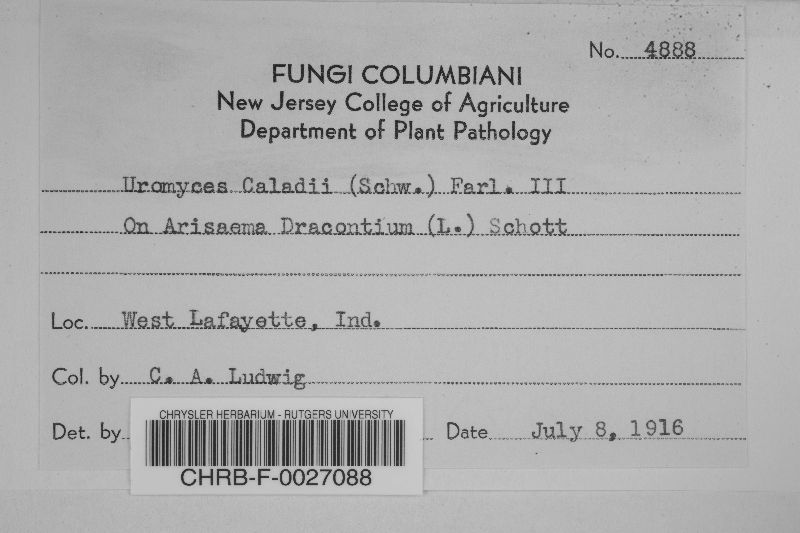 No. 4888
FUNGI COLUMBIANI
New Jersey College of Agriculture
Department of Plant Pathology
Uromyces Caladii (Schw.) Farl. III
On Arisaema Dracontium (L.) Schott
Loc. West Lafayette, Ind.
Col. by C. A. Ludwig
Det. by
Date July 8, 1916
CHRYSLER HERBARIUM - RUTGERS UNIVERSITY
CHRB-F-0027088